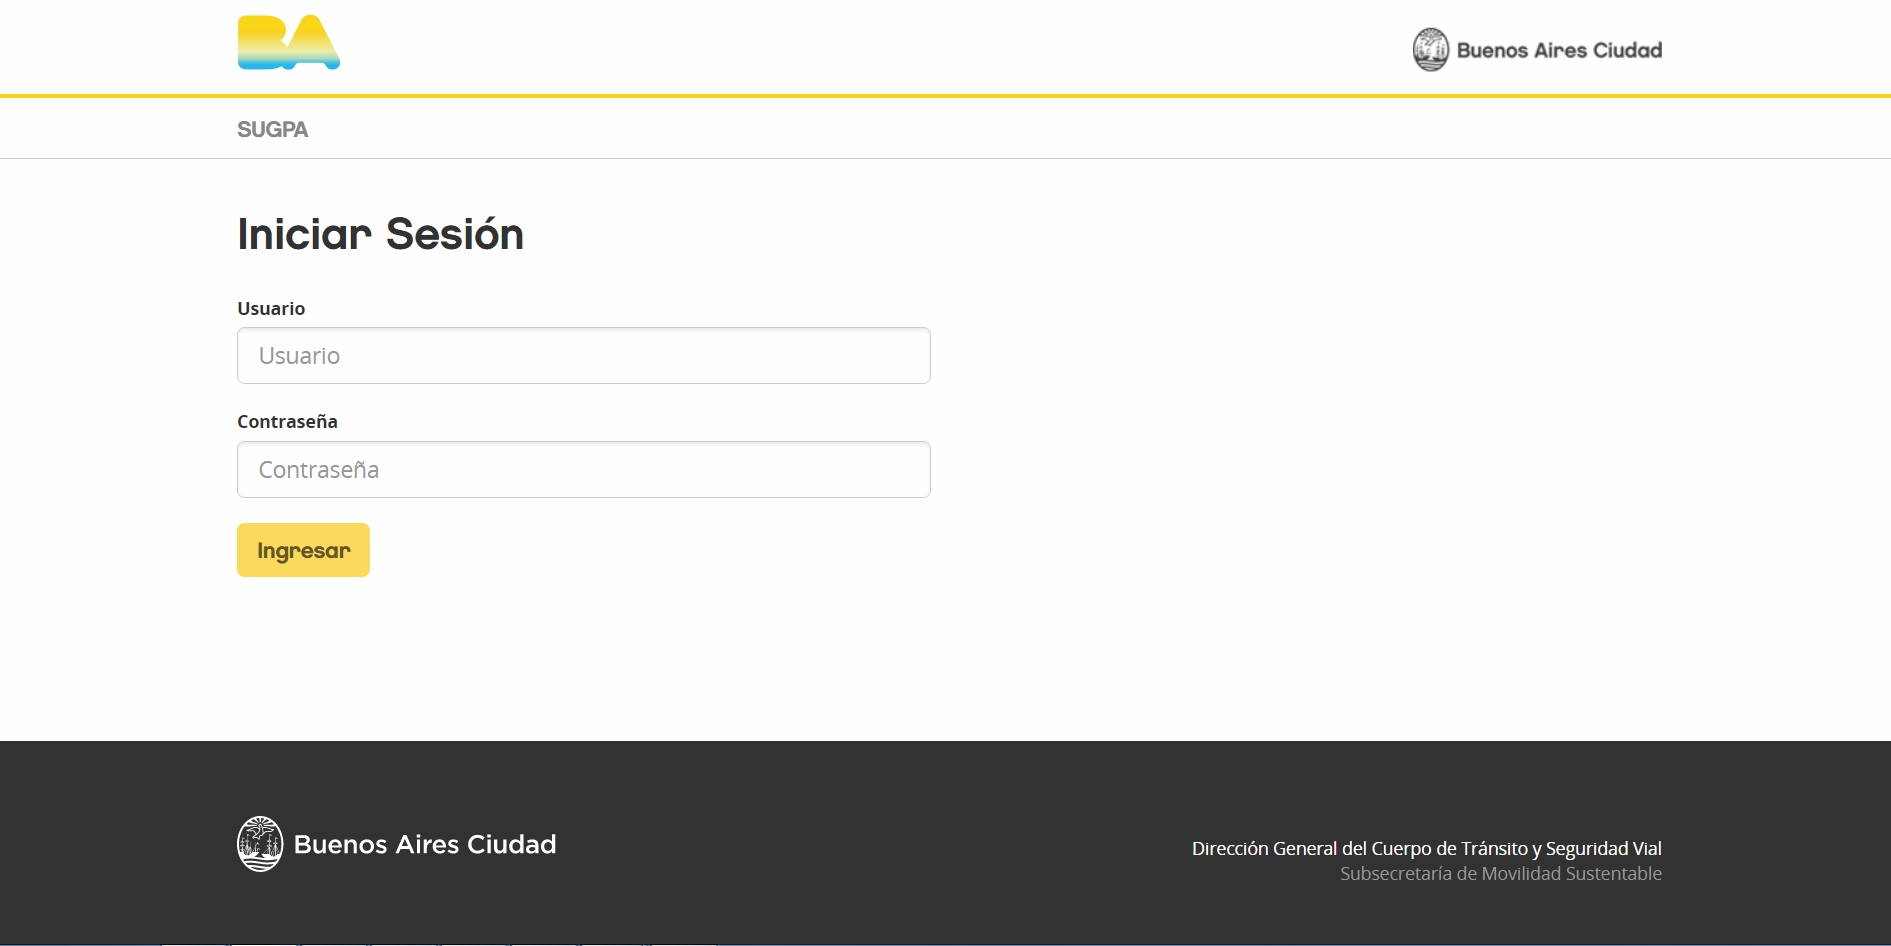 BA
Buenos Aires Ciudad
SUGPA
Iniciar Sesión
Usuario
Usuario
Contraseña
Contraseña
Ingresar
Buenos Aires Ciudad
Dirección General del Cuerpo de Tránsito y Seguridad Vial
Subsecretaría de Movilidad Sustentable